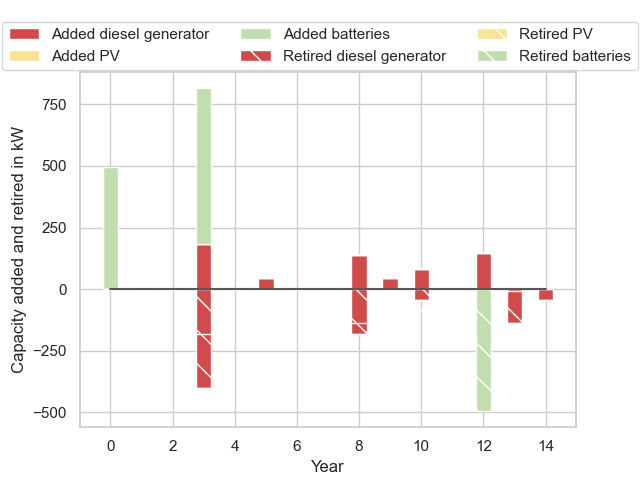 Added diesel generator Added batteries Retired PV
Added PV Retired diesel generator Retired batteries
Capacity added and retired in kW
750
500
250
0
−250
−500
0 2 4 6 8 10 12 14
Year